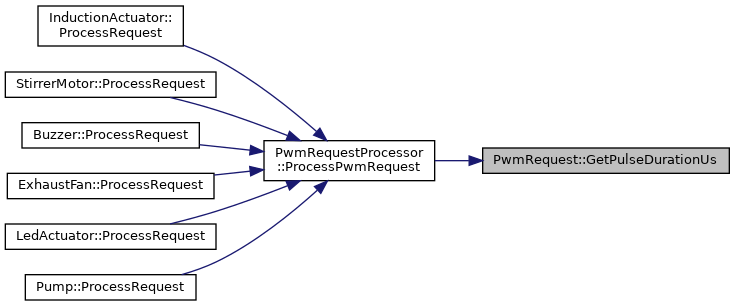 InductionActuator::
ProcessRequest
StirrerMotor::ProcessRequest
Buzzer::ProcessRequest
ExhaustFan::ProcessRequest
LedActuator::ProcessRequest
Pump::ProcessRequest
PwmRequestProcessor
::ProcessPwmRequest
PwmRequest::GetPulseDurationUs